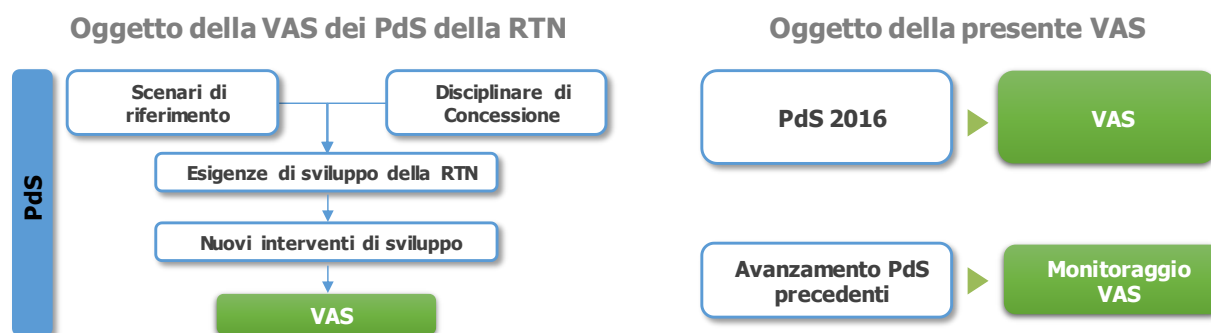 Oggetto della VAS dei PdS della RTN
PdS
Scenari di
riferimento
Disciplinare di
Concessione
Esigenze di sviluppo della RTN
Nuovi interventi di sviluppo
VAS
Oggetto della presente VAS
PdS 2016
VAS
Avanzamento PdS
precedenti
Monitoraggio
VAS